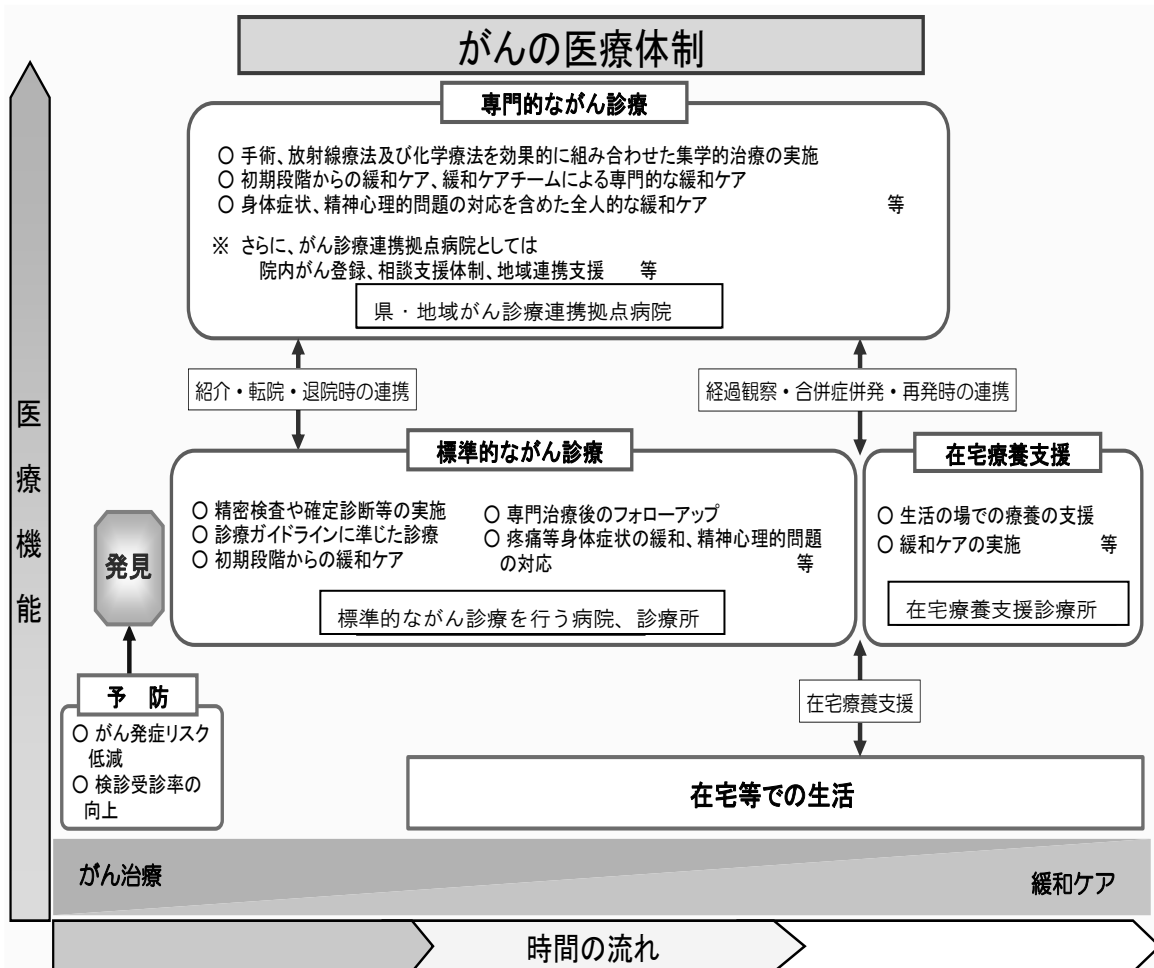 がんの医療体制
専門的ながん診療
○ 手術、放射線療法及び化学療法を効果的に組み合わせた集学的治療の実施
○ 初期段階からの緩和ケア、緩和ケアチームによる専門的な緩和ケア
○ 身体症状、精神心理的問題の対応を含めた全人的な緩和ケア 等
※ さらに、がん診療連携拠点病院としては
院内がん登録、相談支援体制、地域連携支援 等
県・地域がん診療連携拠点病院
紹介・転院・退院時の連携
経過観察・合併症併発・再発時の連携
医療機能
標準的ながん診療
○ 精密検査や確定診断等の実施
○ 診療ガイドラインに準じた診療
○ 初期段階からの緩和ケア
○ 専門治療後のフォローアップ
○ 疼痛等身体症状の緩和、精神心理的問題
の対応 等
標準的ながん診療を行う病院、診療所
在宅療養支援
○ 生活の場での療養の支援
○ 緩和ケアの実施 等
在宅療養支援診療所
発見
予 防
○ がん発症リスク
低減
○ 検診受診率の
向上
在宅療養支援
在宅等での生活
がん治療
緩和ケア
時間の流れ